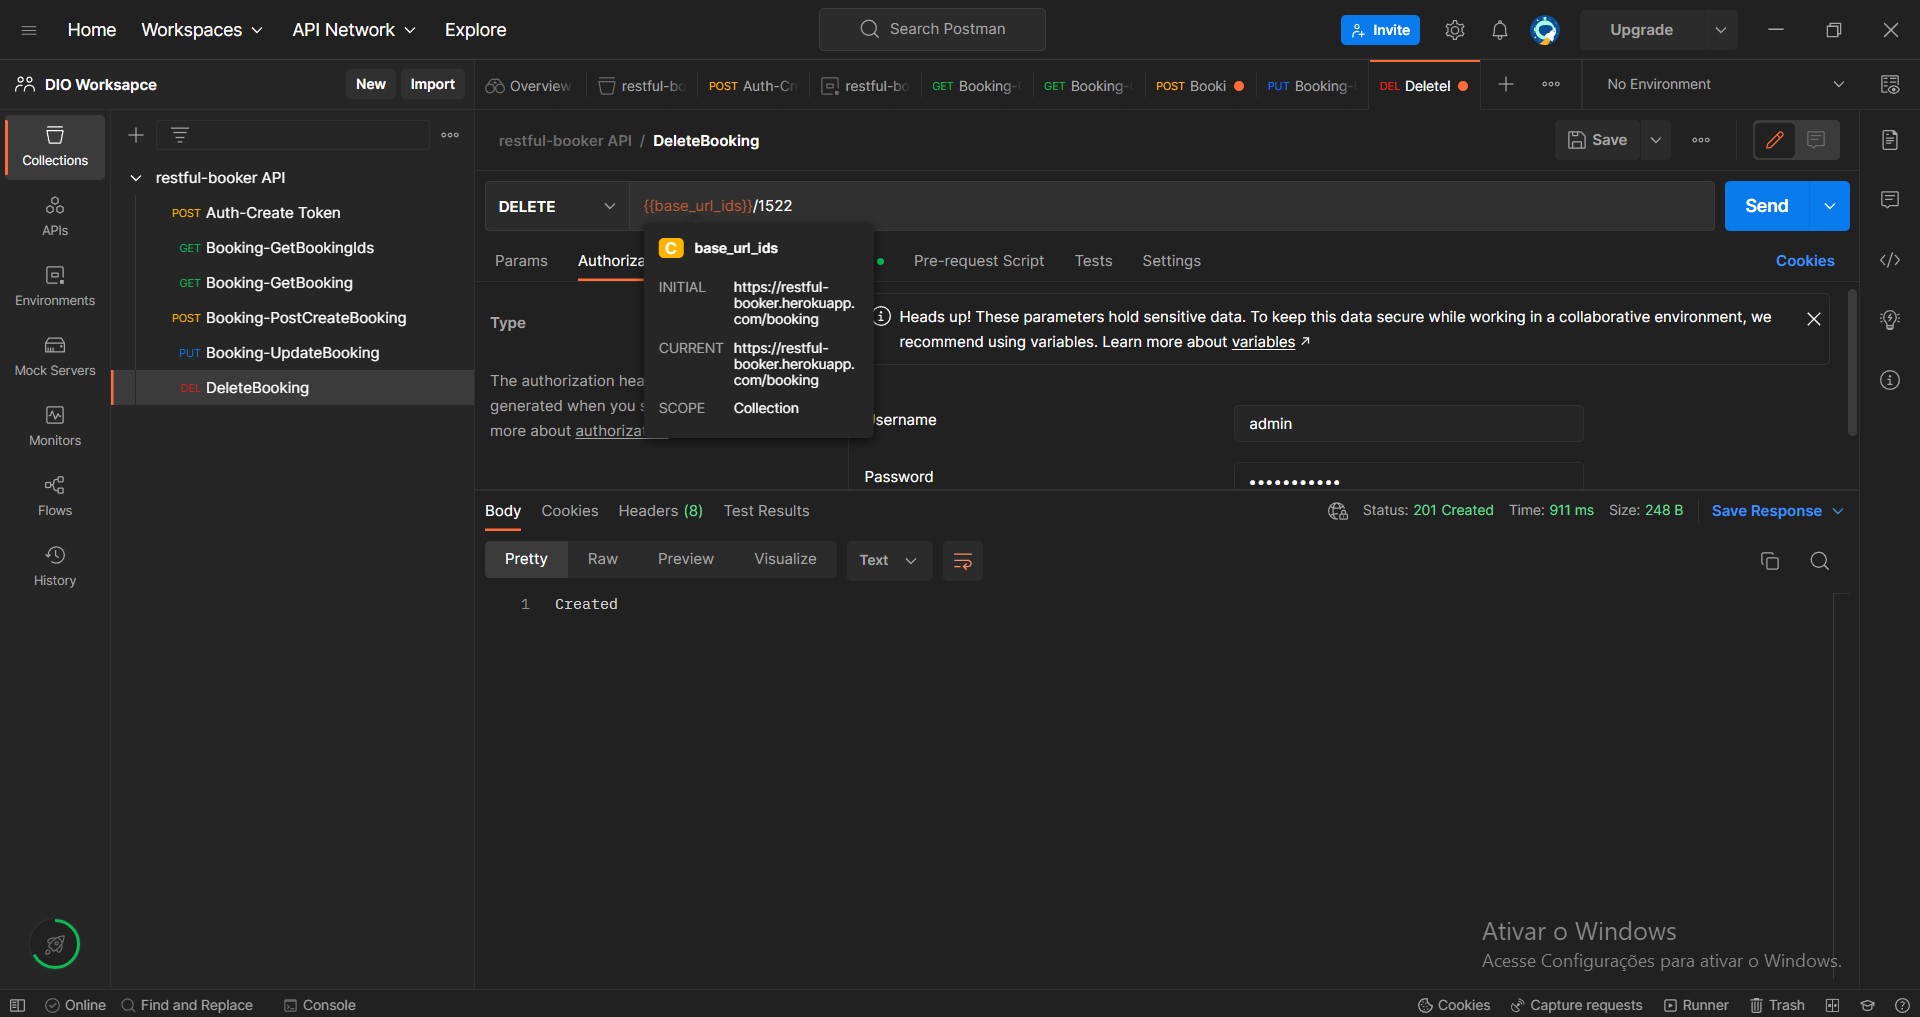 Home Workspaces API Network Explore Search Postman Invite Upgrade
DIO Worksapce New Import
Overview restful-bo POST Auth-Cr restful-bo GET Booking- GET Booking- POST Booki PUT Booking- DEL Deletel No Environment
Collections
APIs
Environments
Mock Servers
Monitors
Flows
History
restful-booker API
POST Auth-Create Token
GET Booking-GetBookingIds
GET Booking-GetBooking
POST Booking-PostCreateBooking
PUT Booking-UpdateBooking
DEL DeleteBooking
restful-booker API / DeleteBooking Save
DELETE {{base_url_ids}}/1522 Send
Params Authoriza Pre-request Script Tests Settings Cookies
C base_url_ids
INITIAL https://restful-
booker.herokuapp.
com/booking
CURRENT https://restful-
booker.herokuapp.
com/booking
SCOPE Collection
Type
The authorization hea
generated when you s
more about authorizat
Heads up! These parameters hold sensitive data. To keep this data secure while working in a collaborative environment, we
recommend using variables. Learn more about variables ↗
sername admin
Password •••••••••••
Body Cookies Headers (8) Test Results Status: 201 Created Time: 911 ms Size: 248 B Save Response
Pretty Raw Preview Visualize Text
1 Created
Ativar o Windows
Acesse Configurações para ativar o Windows.
Online Find and Replace Console Cookies Capture requests Runner Trash